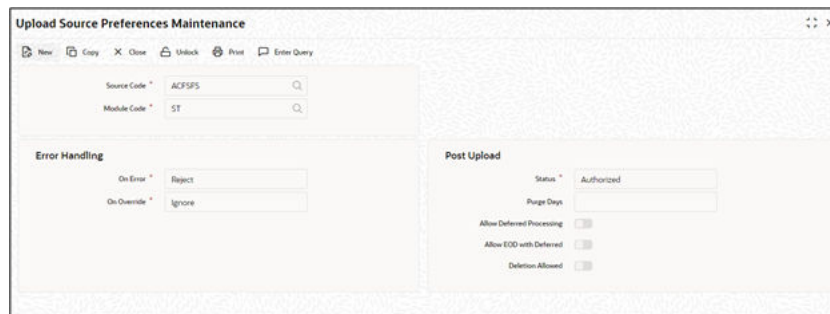 Upload Source Preferences Maintenance
New Copy Close Unlock Print Enter Query
Source Code * ACFSFS
Module Code * ST
Error Handling
On Error * Reject
On Override * Ignore
Post Upload
Status * Authorized
Purge Days
Allow Deferred Processing
Allow EOD with Deferred
Deletion Allowed